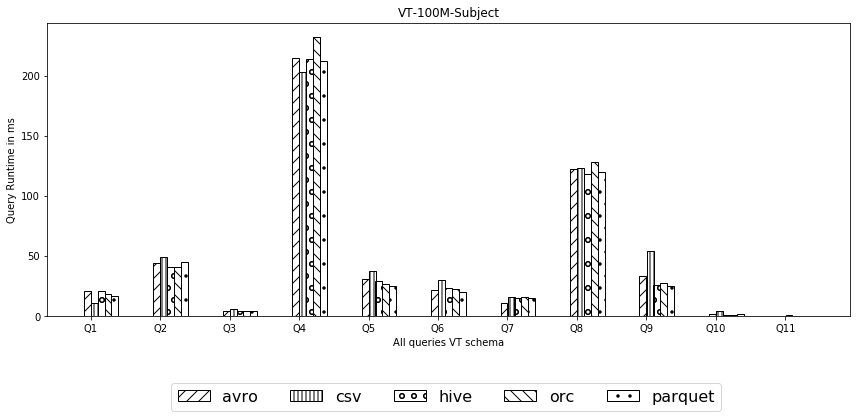 VT-100M-Subject
Query Runtime in ms
200
150
100
50
0
Q1 Q2 Q3 Q4 Q5 Q6 Q7 Q8 Q9 Q10 Q11
All queries VT schema
avro csv hive orc parquet